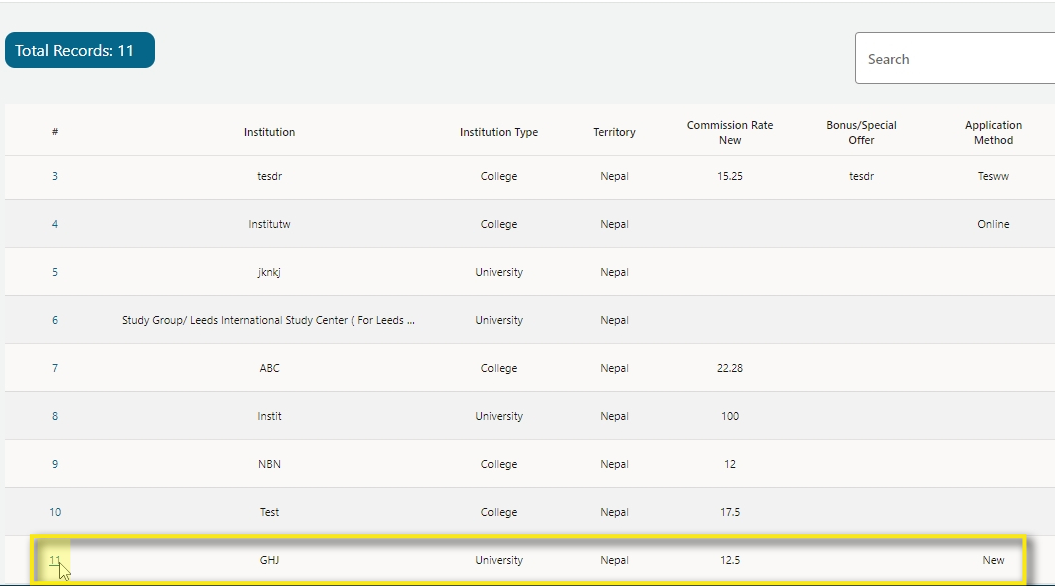 Total Records: 11
Search
# Institution Institution Type Territory Commission Rate New Bonus/Special Offer Application Method
3 tesdr College Nepal 15.25 tesdr Tesww
4 Institutw College Nepal Online
5 jknkj University Nepal
6 Study Group/ Leeds International Study Center ( For Leeds ... University Nepal
7 ABC College Nepal 22.28
8 Instit University Nepal 100
9 NBN College Nepal 12
10 Test College Nepal 17.5
11 GHJ University Nepal 12.5 New